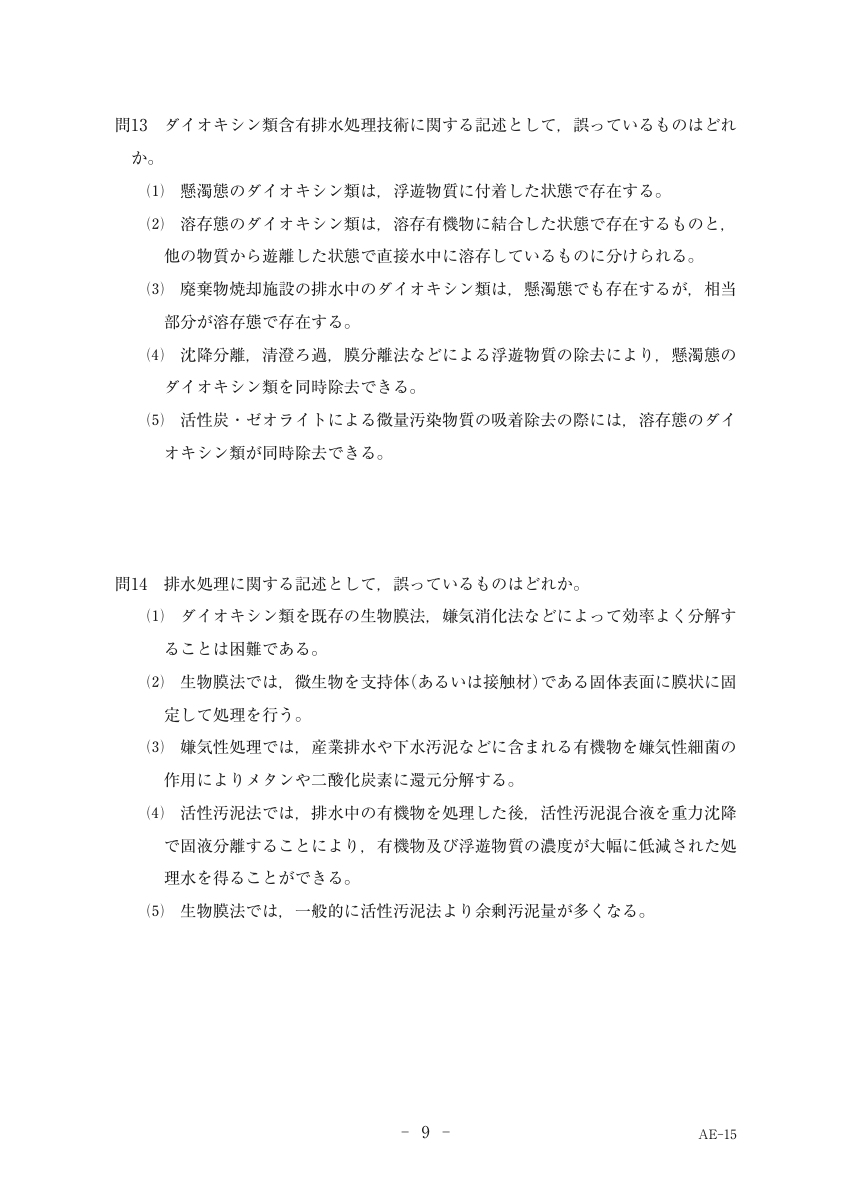 問13　ダイオキシン類含有排水処理技術に関する記述として，誤っているものはどれ
か。
⑴　懸濁態のダイオキシン類は，浮遊物質に付着した状態で存在する。
⑵　溶存態のダイオキシン類は，溶存有機物に結合した状態で存在するものと，
他の物質から遊離した状態で直接水中に溶存しているものに分けられる。
⑶　廃棄物焼却施設の排水中のダイオキシン類は，懸濁態でも存在するが，相当
部分が溶存態で存在する。
⑷　沈降分離，清澄ろ過，膜分離法などによる浮遊物質の除去により，懸濁態の
ダイオキシン類を同時除去できる。
⑸　活性炭・ゼオライトによる微量汚染物質の吸着除去の際には，溶存態のダイ
オキシン類が同時除去できる。
問14　排水処理に関する記述として，誤っているものはどれか。
⑴　ダイオキシン類を既存の生物膜法，嫌気消化法などによって効率よく分解す
ることは困難である。
⑵　生物膜法では，微生物を支持体(あるいは接触材)である固体表面に膜状に固
定して処理を行う。
⑶　嫌気性処理では，産業排水や下水汚泥などに含まれる有機物を嫌気性細菌の
作用によりメタンや二酸化炭素に還元分解する。
⑷　活性汚泥法では，排水中の有機物を処理した後，活性汚泥混合液を重力沈降
で固液分離することにより，有機物及び浮遊物質の濃度が大幅に低減された処
理水を得ることができる。
⑸　生物膜法では，一般的に活性汚泥法より余剰汚泥量が多くなる。
- 9 -
AE-15